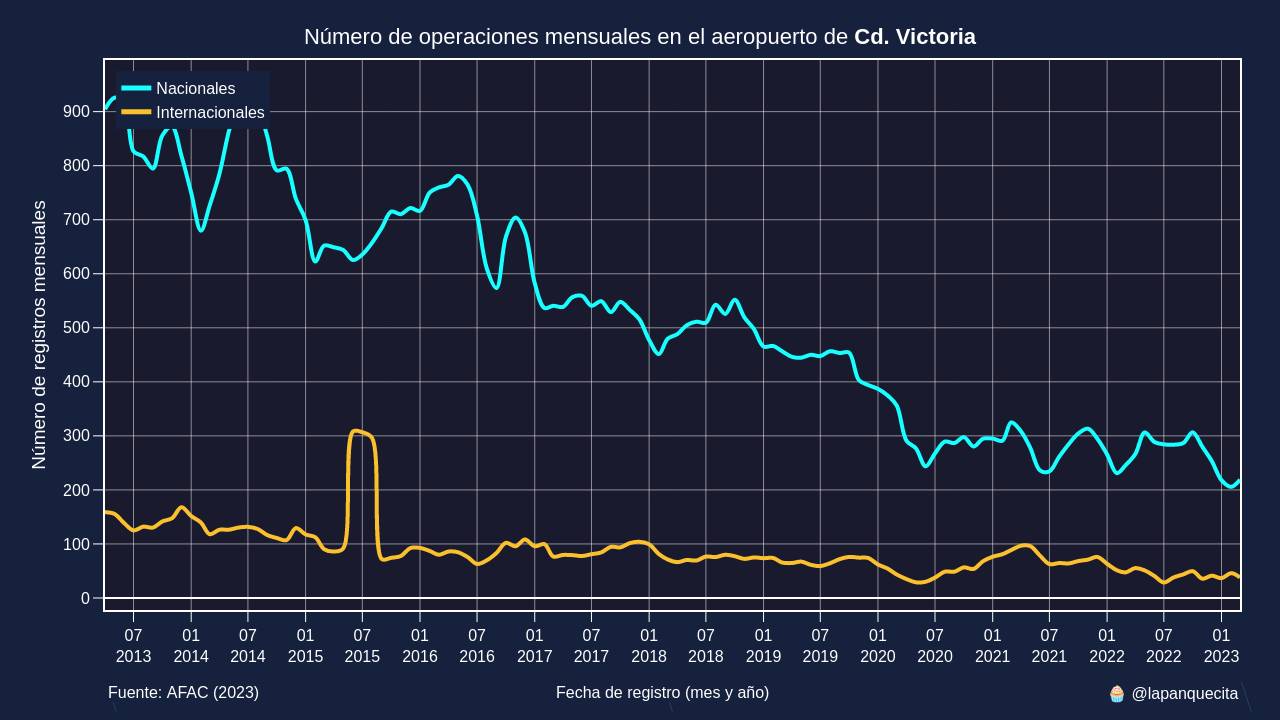 Número de operaciones mensuales en el aeropuerto de Cd. Victoria
Nacionales
Internacionales
Número de registros mensuales
900
800
700
600
500
400
300
200
100
0
07 01 07 01 07 01 07 01 07 01 07 01 07 01 07 01 07 01 07 01
2013 2014 2014 2015 2015 2016 2016 2017 2017 2018 2018 2019 2019 2020 2020 2021 2021 2022 2022 2023
Fuente: AFAC (2023)
Fecha de registro (mes y año)
🧁 @lapanquecita